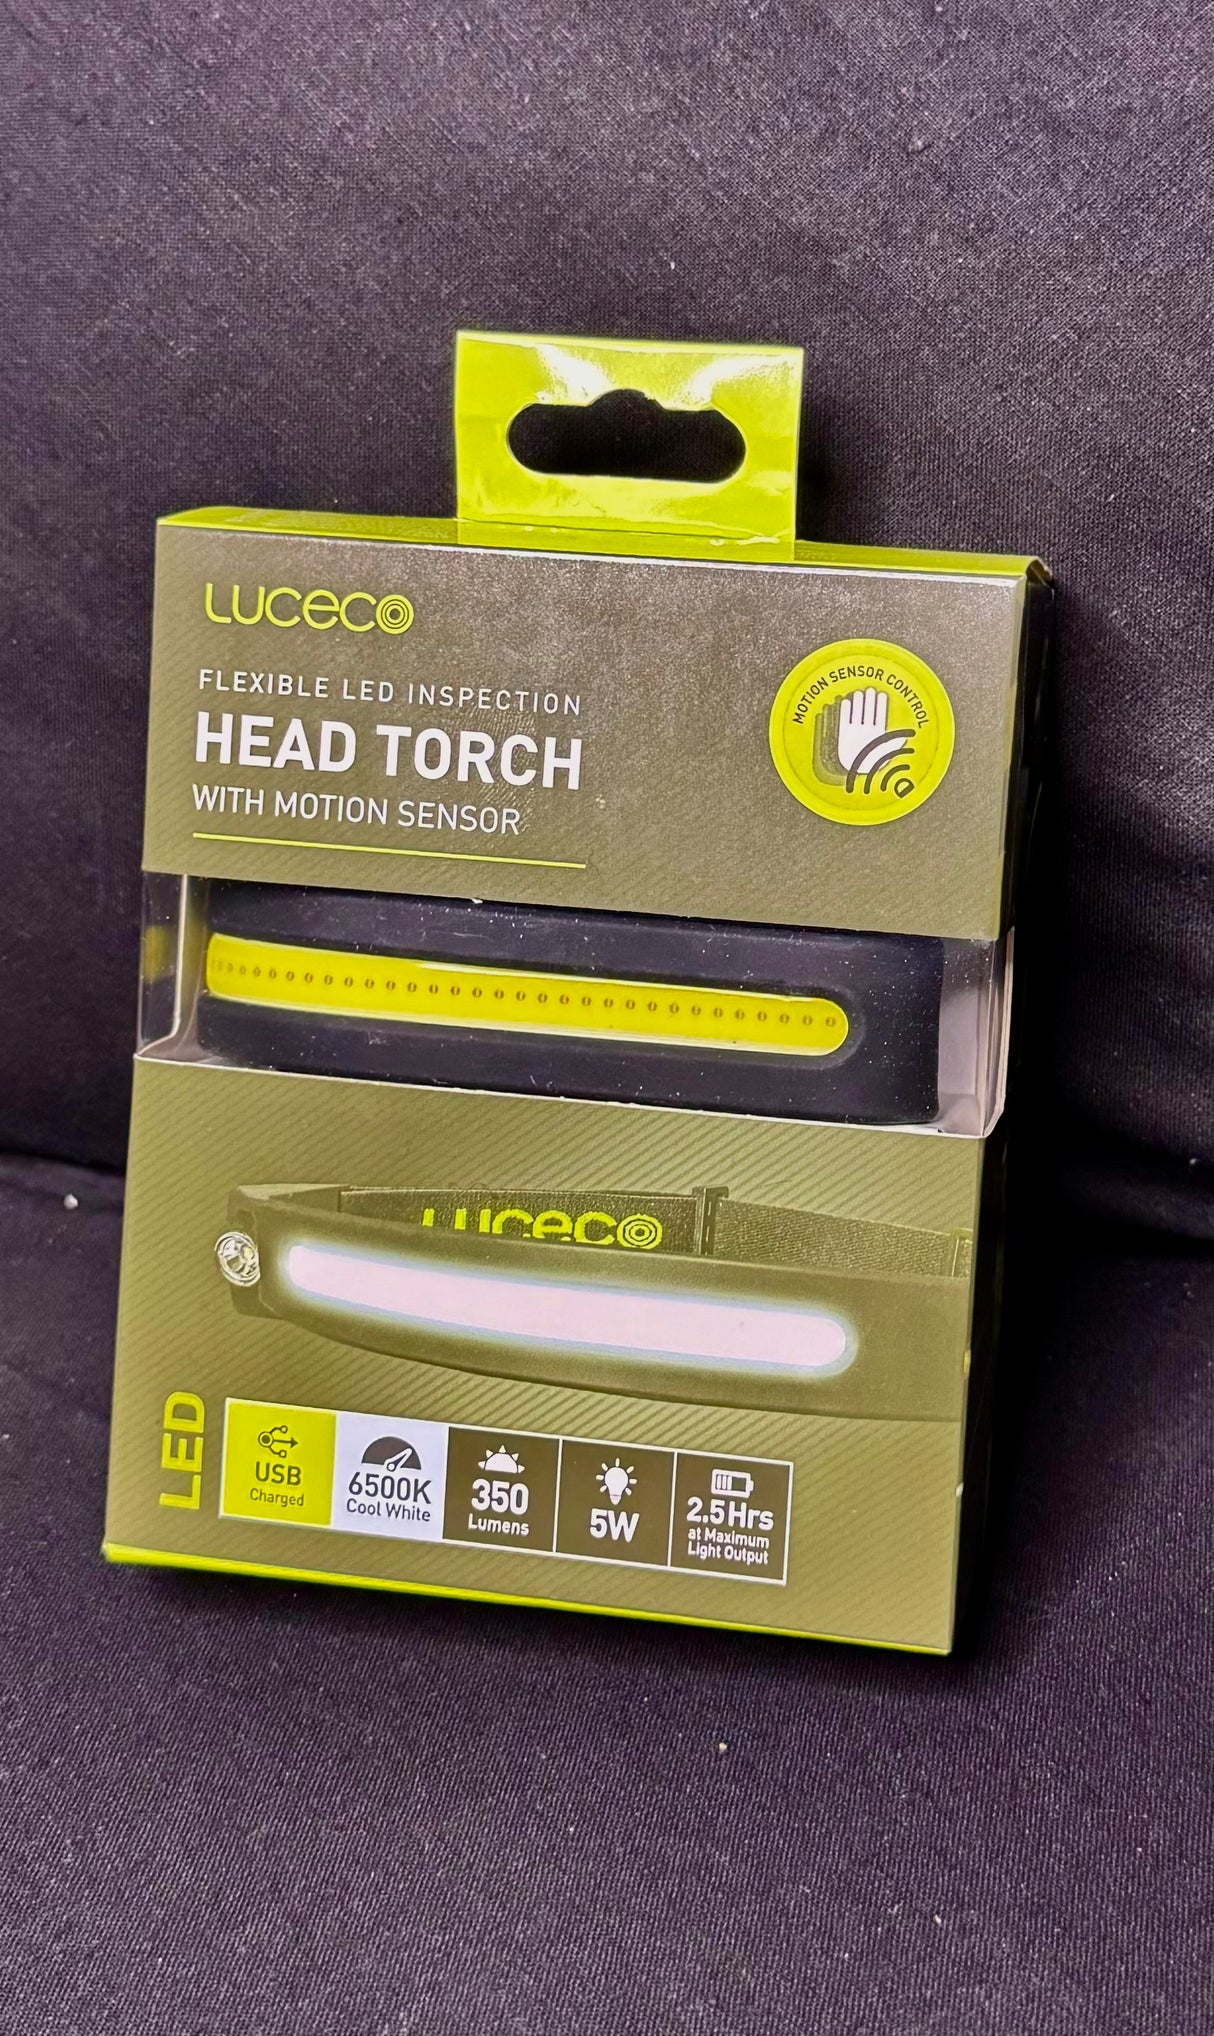 LUCECO
FLEXIBLE LED INSPECTION
HEAD TORCH
WITH MOTION SENSOR
MOTION SENSOR CONTROL
LUCECO
LED
USB
Charged
6500K
Cool White
350
Lumens
5W
2.5Hrs
at Maximum
Light Output